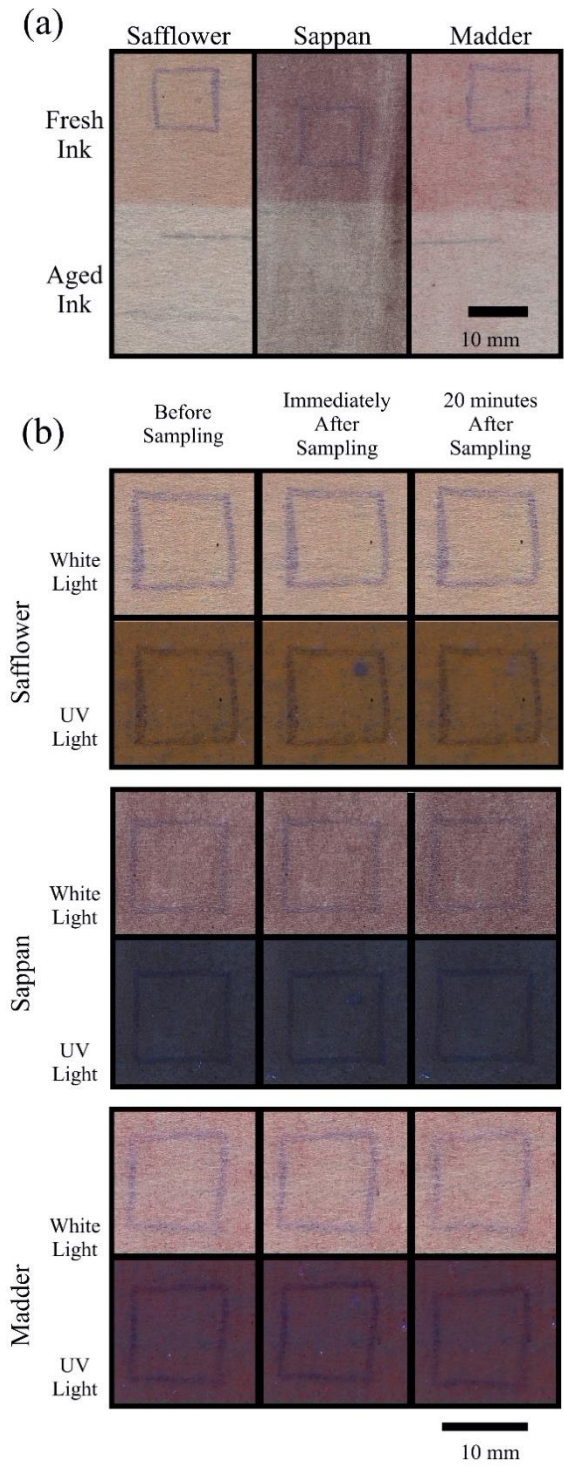 (a)
Safflower Sappan Madder
Fresh
Ink
Aged
Ink
10 mm
(b)
Before
Sampling
Immediately
After
Sampling
20 minutes
After
Sampling
Safflower
White
Light
UV
Light
Sappan
White
Light
UV
Light
Madder
White
Light
UV
Light
10 mm